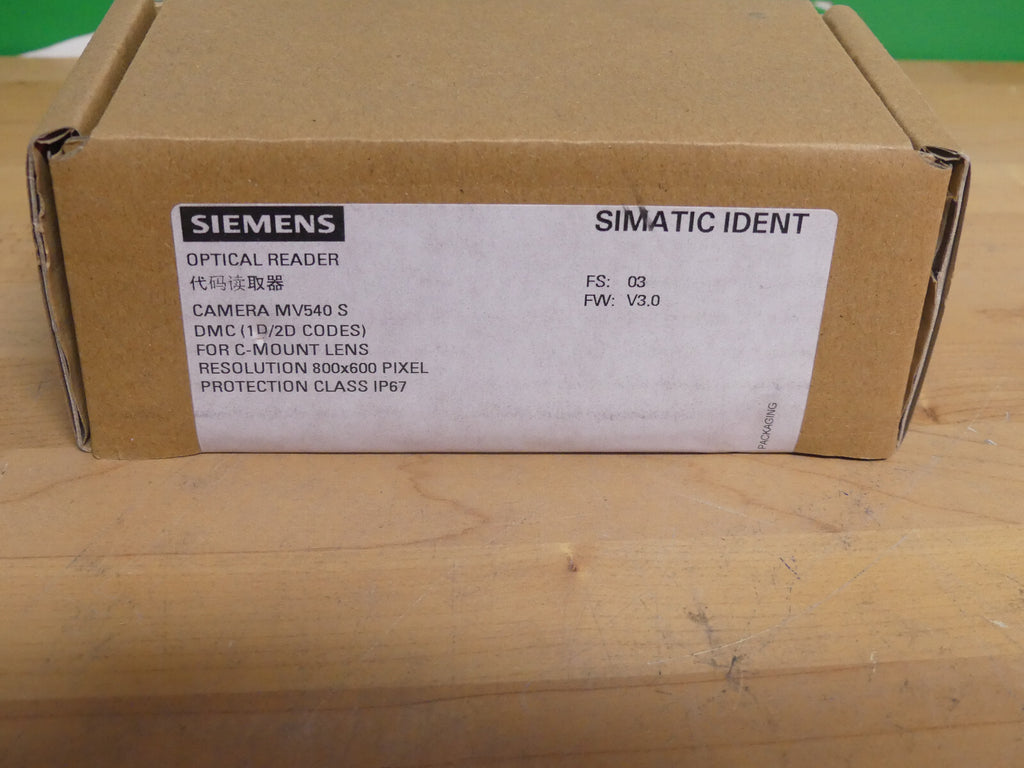 SIEMENS
SIMATIC IDENT
OPTICAL READER
代码读取器
FS: 03
FW: V3.0
CAMERA MV540 S
DMC (1D/2D CODES)
FOR C-MOUNT LENS
RESOLUTION 800x600 PIXEL
PROTECTION CLASS IP67
PACKAGING